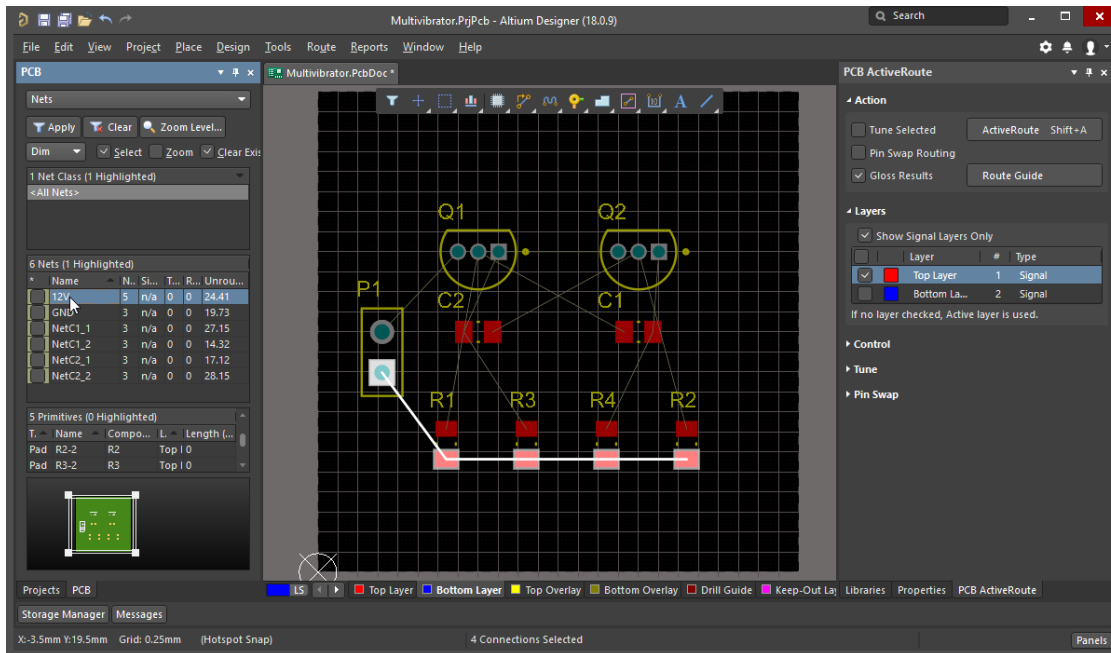 Multivibrator.PrjPcb - Altium Designer (18.0.9)
Search
File Edit View Project Place Design Tools Route Reports Window Help
PCB
Multivibrator.PcbDoc *
PCB ActiveRoute
Nets
Apply Clear Zoom Level...
Dim Select Zoom Clear Exis
1 Net Class (1 Highlighted)
<All Nets>
6 Nets (1 Highlighted)
* Name N.. Si... T... R... Unrou...
12V 5 n/a 0 0 24.41
GND 3 n/a 0 0 19.73
NetC1_1 3 n/a 0 0 27.15
NetC1_2 3 n/a 0 0 14.32
NetC2_1 3 n/a 0 0 17.12
NetC2_2 3 n/a 0 0 28.15
5 Primitives (0 Highlighted)
T.. Name Compo... L.. Length (...
Pad R2-2 R2 Top l 0
Pad R3-2 R3 Top l 0
Projects PCB
Q1 Q2
P1 C2 C1
R1 R3 R4 R2
Action
Tune Selected ActiveRoute Shift+A
Pin Swap Routing
Gloss Results Route Guide
Layers
Show Signal Layers Only
Layer # Type
Top Layer 1 Signal
Bottom La... 2 Signal
If no layer checked, Active layer is used.
Control
Tune
Pin Swap
LS Top Layer Bottom Layer Top Overlay Bottom Overlay Drill Guide Keep-Out Lay
Libraries Properties PCB ActiveRoute
Storage Manager Messages
X:-3.5mm Y:19.5mm Grid: 0.25mm (Hotspot Snap) 4 Connections Selected Panels